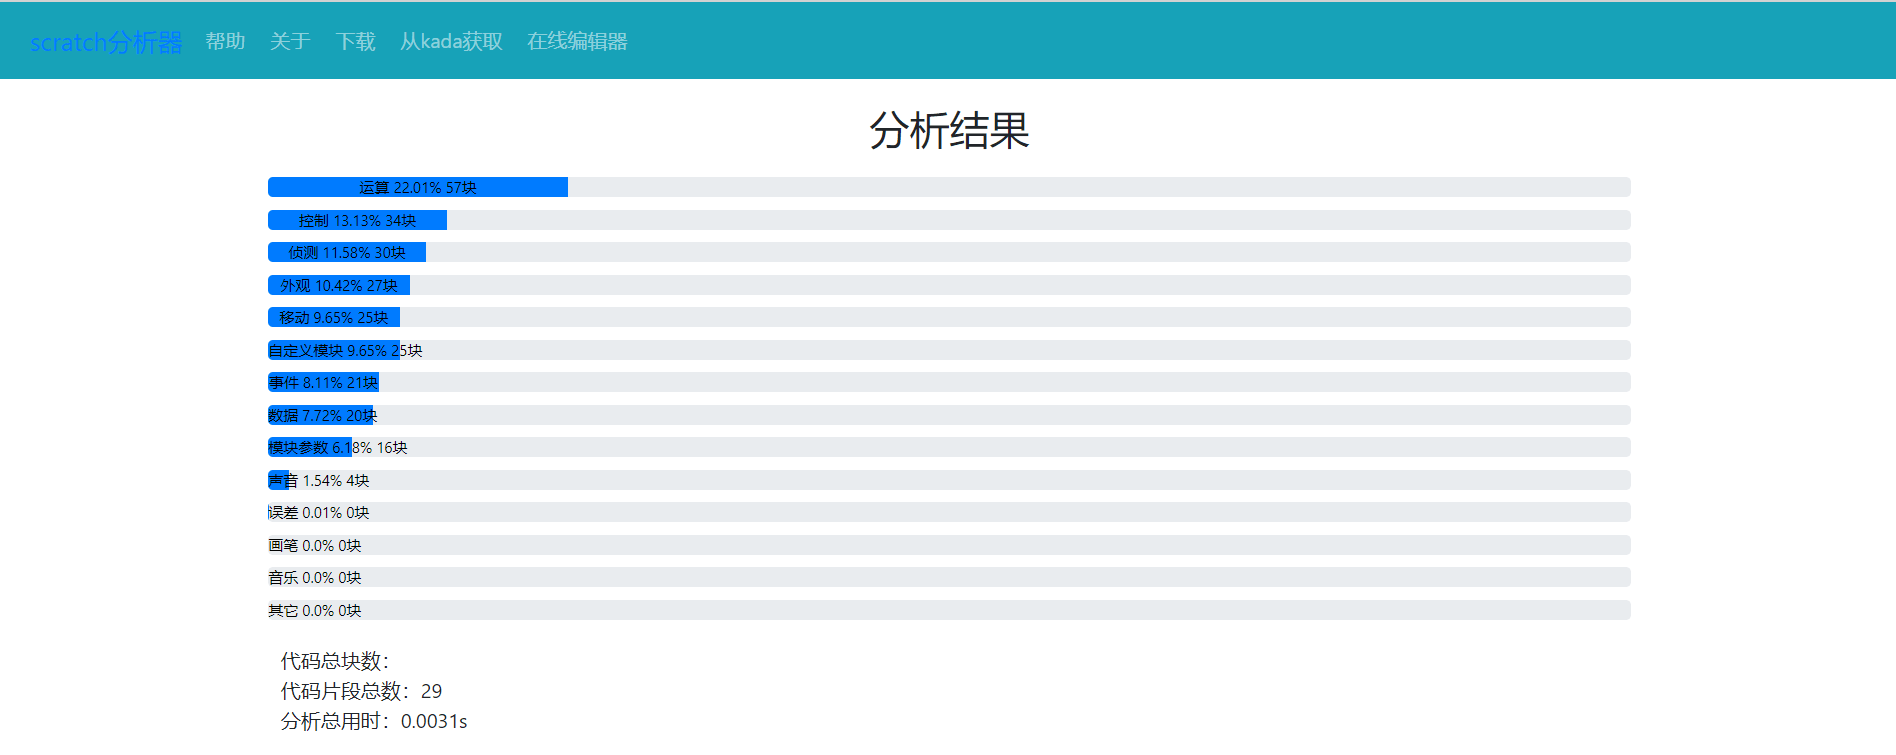 scratch分析器 帮助 关于 下载 从kada获取 在线编辑器
分析结果
运算 22.01% 57块
控制 13.13% 34块
侦测 11.58% 30块
外观 10.42% 27块
移动 9.65% 25块
自定义模块 9.65% 25块
事件 8.11% 21块
数据 7.72% 20块
模块参数 6.18% 16块
声音 1.54% 4块
误差 0.01% 0块
画笔 0.0% 0块
音乐 0.0% 0块
其它 0.0% 0块
代码总块数：
代码片段总数：29
分析总用时：0.0031s